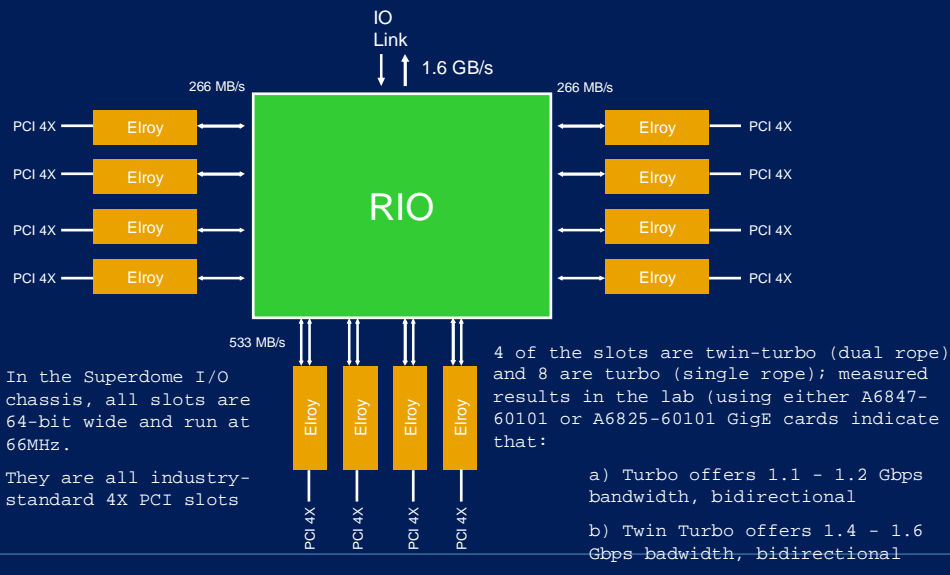 IO
Link
1.6 GB/s
266 MB/s
266 MB/s
PCI 4X
Elroy
Elroy
PCI 4X
PCI 4X
Elroy
Elroy
PCI 4X
RIO
PCI 4X
Elroy
Elroy
PCI 4X
PCI 4X
Elroy
Elroy
PCI 4X
533 MB/s
Elroy
Elroy
Elroy
Elroy
PCI 4X
PCI 4X
PCI 4X
PCI 4X
In the Superdome I/O
chassis, all slots are
64-bit wide and run at
66MHz.
They are all industry-
standard 4X PCI slots
4 of the slots are twin-turbo (dual rope)
and 8 are turbo (single rope); measured
results in the lab (using either A6847-
60101 or A6825-60101 GigE cards indicate
that:
a) Turbo offers 1.1 - 1.2 Gbps
bandwidth, bidirectional
b) Twin Turbo offers 1.4 - 1.6
Gbps badwidth, bidirectional